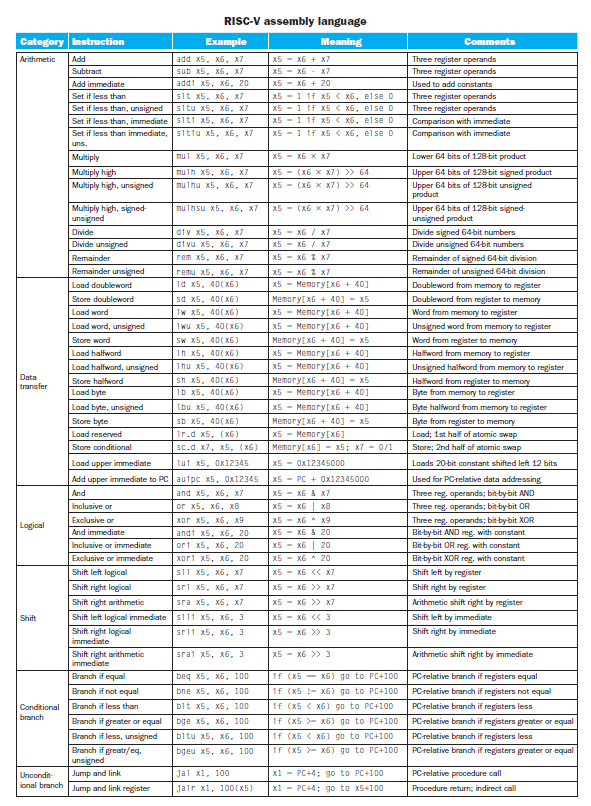 RISC-V assembly language
Category Instruction Example Meaning Comments
Arithmetic Add add x5, x6, x7 x5 = x6 + x7 Three register operands
Subtract sub x5, x6, x7 x5 = x6 - x7 Three register operands
Add immediate addi x5, x6, 20 x5 = x6 + 20 Used to add constants
Set if less than slt x5, x6, x7 x5 = 1 if x5 < x6, else 0 Three register operands
Set if less than, unsigned sltu x5, x6, x7 x5 = 1 if x5 < x6, else 0 Three register operands
Set if less than, immediate slti x5, x6, x7 x5 = 1 if x5 < x6, else 0 Comparison with immediate
Set if less than immediate, sltiu x5, x6, x7 x5 = 1 if x5 < x6, else 0 Comparison with immediate
uns.
Multiply mul x5, x6, x7 x5 = x6 × x7 Lower 64 bits of 128-bit product
Multiply high mulh x5, x6, x7 x5 = (x6 × x7) >> 64 Upper 64 bits of 128-bit signed product
Multiply high, unsigned mulhu x5, x6, x7 x5 = (x6 × x7) >> 64 Upper 64 bits of 128-bit unsigned
product
Multiply high, signed- mulhsu x5, x6, x7 x5 = (x6 × x7) >> 64 Upper 64 bits of 128-bit signed-
unsigned unsigned product
Divide div x5, x6, x7 x5 = x6 / x7 Divide signed 64-bit numbers
Divide unsigned divu x5, x6, x7 x5 = x6 / x7 Divide unsigned 64-bit numbers
Remainder rem x5, x6, x7 x5 = x6 % x7 Remainder of signed 64-bit division
Remainder unsigned remu x5, x6, x7 x5 = x6 % x7 Remainder of unsigned 64-bit division
Data transfer Load doubleword ld x5, 40(x6) x5 = Memory[x6 + 40] Doubleword from memory to register
Store doubleword sd x5, 40(x6) Memory[x6 + 40] = x5 Doubleword from register to memory
Load word lw x5, 40(x6) x5 = Memory[x6 + 40] Word from memory to register
Load word, unsigned lwu x5, 40(x6) x5 = Memory[x6 + 40] Unsigned word from memory to register
Store word sw x5, 40(x6) Memory[x6 + 40] = x5 Word from register to memory
Load halfword lh x5, 40(x6) x5 = Memory[x6 + 40] Halfword from memory to register
Load halfword, unsigned lhu x5, 40(x6) x5 = Memory[x6 + 40] Unsigned halfword from memory to register
Store halfword sh x5, 40(x6) Memory[x6 + 40] = x5 Halfword from register to memory
Load byte lb x5, 40(x6) x5 = Memory[x6 + 40] Byte from memory to register
Load byte, unsigned lbu x5, 40(x6) x5 = Memory[x6 + 40] Byte halfword from memory to register
Store byte sb x5, 40(x6) Memory[x6 + 40] = x5 Byte from register to memory
Load reserved lr.d x5, (x6) x5 = Memory[x6] Load; 1st half of atomic swap
Store conditional sc.d x7, x5, (x6) Memory[x6] = x5; x7 = 0/1 Store; 2nd half of atomic swap
Load upper immediate lui x5, 0x12345 x5 = 0x12345000 Loads 20-bit constant shifted left 12 bits
Add upper immediate to PC auipc x5, 0x12345 x5 = PC + 0x12345000 Used for PC-relative data addressing
Logical And and x5, x6, x7 x5 = x6 & x7 Three reg. operands; bit-by-bit AND
Inclusive or or x5, x6, x8 x5 = x6 | x8 Three reg. operands; bit-by-bit OR
Exclusive or xor x5, x6, x9 x5 = x6 ^ x9 Three reg. operands; bit-by-bit XOR
And immediate andi x5, x6, 20 x5 = x6 & 20 Bit-by-bit AND reg. with constant
Inclusive or immediate ori x5, x6, 20 x5 = x6 | 20 Bit-by-bit OR reg. with constant
Exclusive or immediate xori x5, x6, 20 x5 = x6 ^ 20 Bit-by-bit XOR reg. with constant
Shift Shift left logical sll x5, x6, x7 x5 = x6 << x7 Shift left by register
Shift right logical srl x5, x6, x7 x5 = x6 >> x7 Shift right by register
Shift right arithmetic sra x5, x6, x7 x5 = x6 >> x7 Arithmetic shift right by register
Shift left logical immediate slli x5, x6, 3 x5 = x6 << 3 Shift left by immediate
Shift right logical srli x5, x6, 3 x5 = x6 >> 3 Shift right by immediate
immediate
Shift right arithmetic srai x5, x6, 3 x5 = x6 >> 3 Arithmetic shift right by immediate
immediate
Conditional branch Branch if equal beq x5, x6, 100 if (x5 == x6) go to PC+100 PC-relative branch if registers equal
Branch if not equal bne x5, x6, 100 if (x5 != x6) go to PC+100 PC-relative branch if registers not equal
Branch if less than blt x5, x6, 100 if (x5 < x6) go to PC+100 PC-relative branch if registers less
Branch if greater or equal bge x5, x6, 100 if (x5 >= x6) go to PC+100 PC-relative branch if registers greater or equal
Branch if less, unsigned bltu x5, x6, 100 if (x5 < x6) go to PC+100 PC-relative branch if registers less
Branch if greatr/eq, bgeu x5, x6, 100 if (x5 >= x6) go to PC+100 PC-relative branch if registers greater or equal
unsigned
Uncondit- ional branch Jump and link jal x1, 100 x1 = PC+4; go to PC+100 PC-relative procedure call
Jump and link register jalr x1, 100(x5) x1 = PC+4; go to x5+100 Procedure return; indirect call